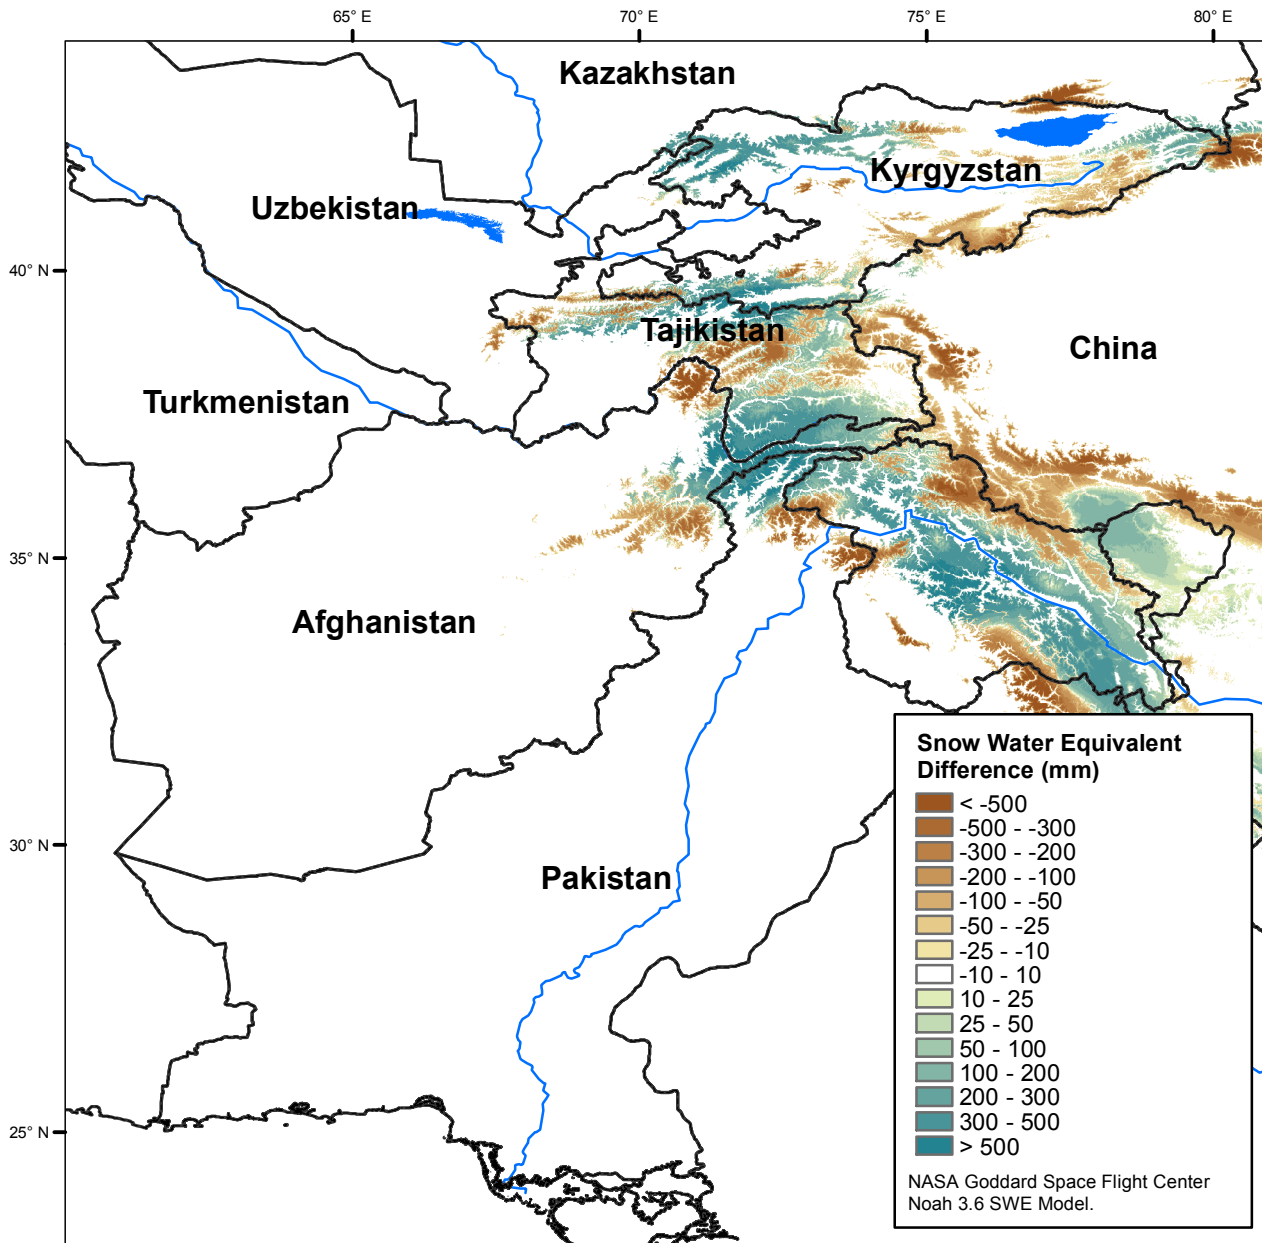 65° E
70° E
75° E
80° E
Kazakhstan
Kyrgyzstan
Uzbekistan
40° N
Tajikistan
China
Turkmenistan
35° N
Afghanistan
30° N
Pakistan
25° N
Snow Water Equivalent
Difference (mm)
< -500
-500 - -300
-300 - -200
-200 - -100
-100 - -50
-50 - -25
-25 - -10
-10 - 10
10 - 25
25 - 50
50 - 100
100 - 200
200 - 300
300 - 500
> 500
NASA Goddard Space Flight Center
Noah 3.6 SWE Model.